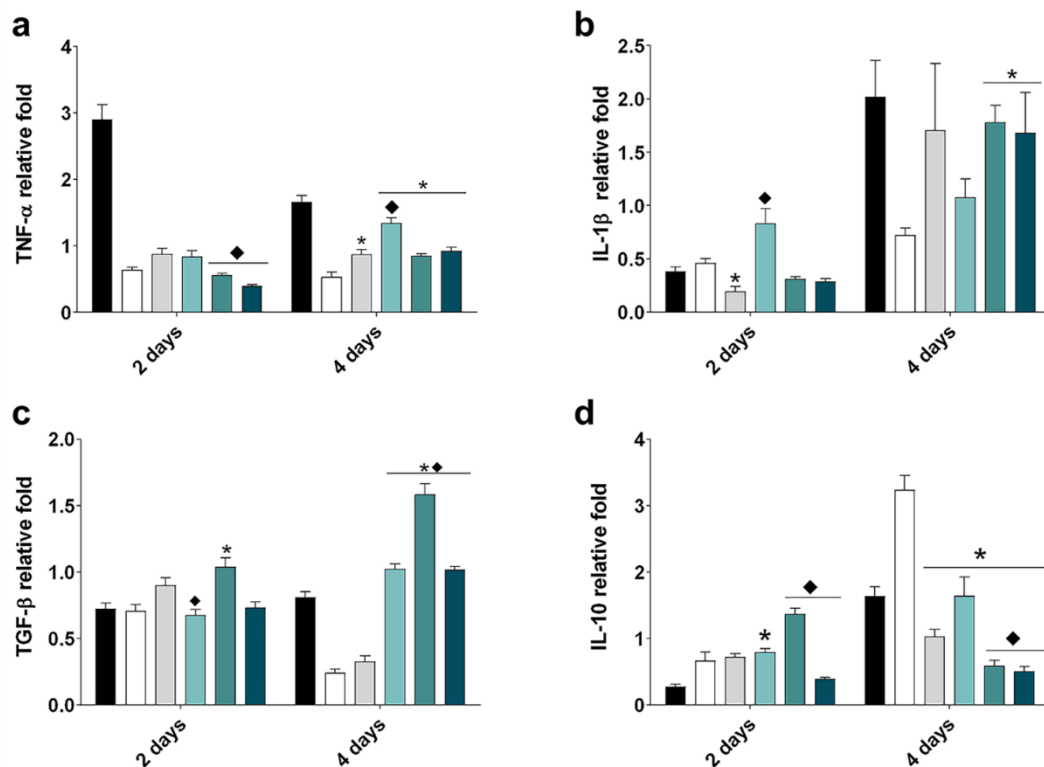 a
TNF-α relative fold
4
3
2
1
0
◆
*
◆
*
2 days
4 days
b
IL-1β relative fold
2.5
2.0
1.5
1.0
0.5
0.0
*
◆
*
2 days
4 days
c
TGF-β relative fold
2.0
1.5
1.0
0.5
0.0
◆
*
*◆
2 days
4 days
d
IL-10 relative fold
4
3
2
1
0
*
◆
*
◆
2 days
4 days